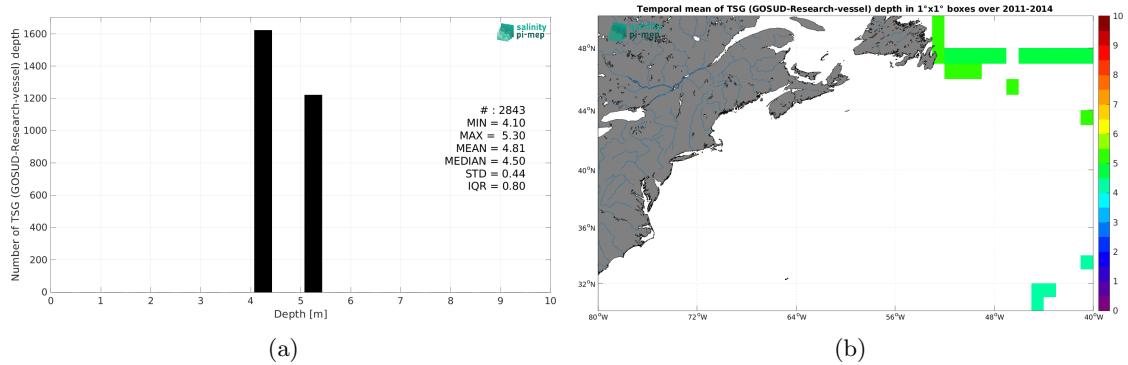 Number of TSG (GOSUD-Research-vessel) depth
1600
1400
1200
1000
800
600
400
200
0
0 1 2 3 4 5 6 7 8 9 10
Depth [m]
salinity
pi-mep
# : 2843
MIN = 4.10
MAX = 5.30
MEAN = 4.81
MEDIAN = 4.50
STD = 0.44
IQR = 0.80
(a)
Temporal mean of TSG (GOSUD-Research-vessel) depth in 1°x1° boxes over 2011-2014
salinity
pi-mep
48°N
44°N
40°N
36°N
32°N
80°W 72°W 64°W 56°W 48°W 40°W
10
9
8
7
6
5
4
3
2
1
0
(b)